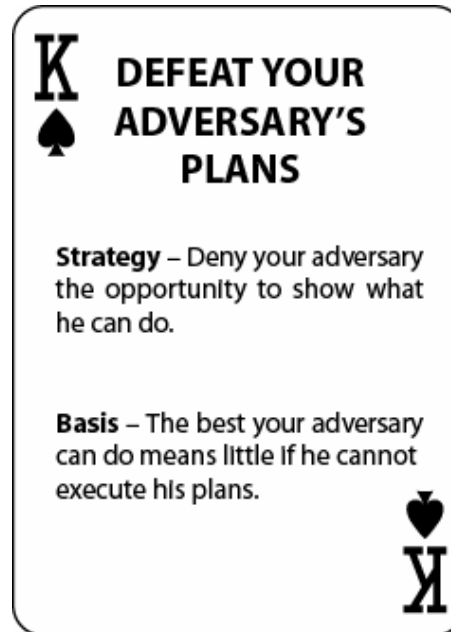 K
DEFEAT YOUR
ADVERSARY'S
PLANS
Strategy – Deny your adversary
the opportunity to show what
he can do.
Basis – The best your adversary
can do means little if he cannot
execute his plans.
K